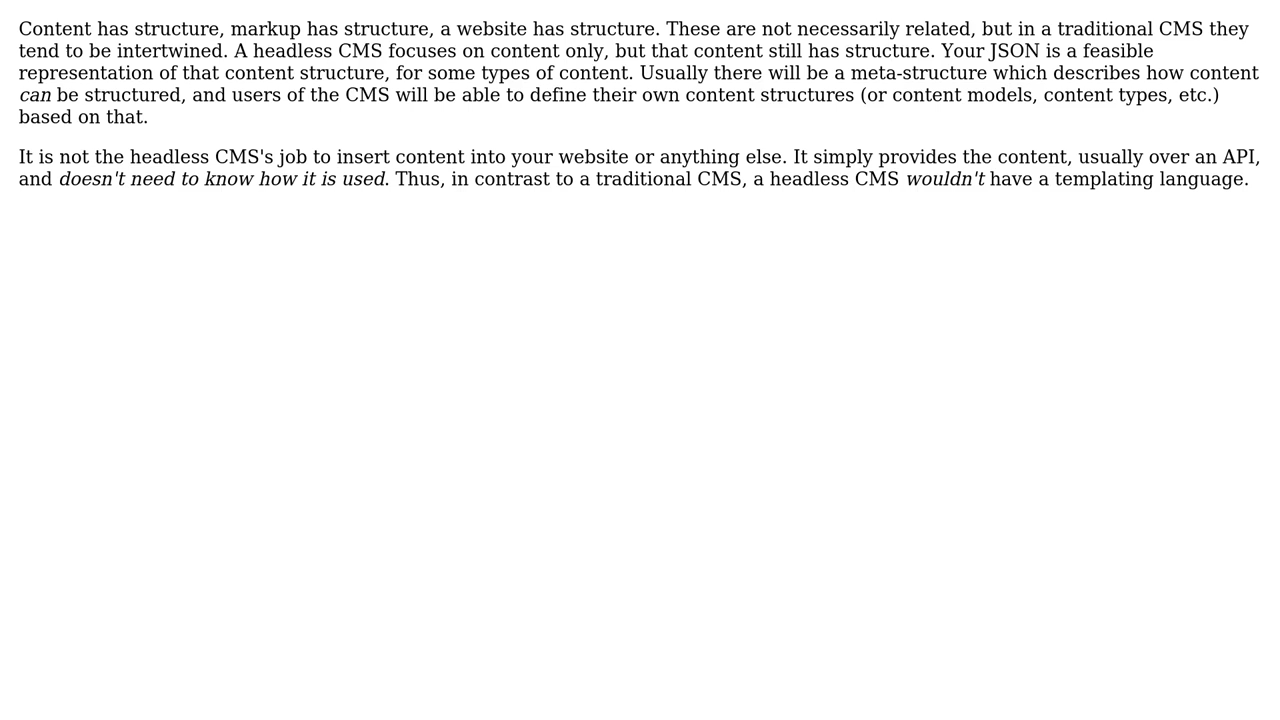 Content has structure, markup has structure, a website has structure. These are not necessarily related, but in a traditional CMS they
tend to be intertwined. A headless CMS focuses on content only, but that content still has structure. Your JSON is a feasible
representation of that content structure, for some types of content. Usually there will be a meta-structure which describes how content
can be structured, and users of the CMS will be able to define their own content structures (or content models, content types, etc.)
based on that.
It is not the headless CMS's job to insert content into your website or anything else. It simply provides the content, usually over an API,
and doesn't need to know how it is used. Thus, in contrast to a traditional CMS, a headless CMS wouldn't have a templating language.